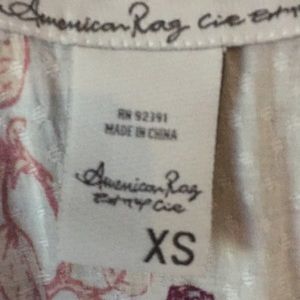 American Rag Cie
RN 92391
MADE IN CHINA
American Rag
Cie
XS